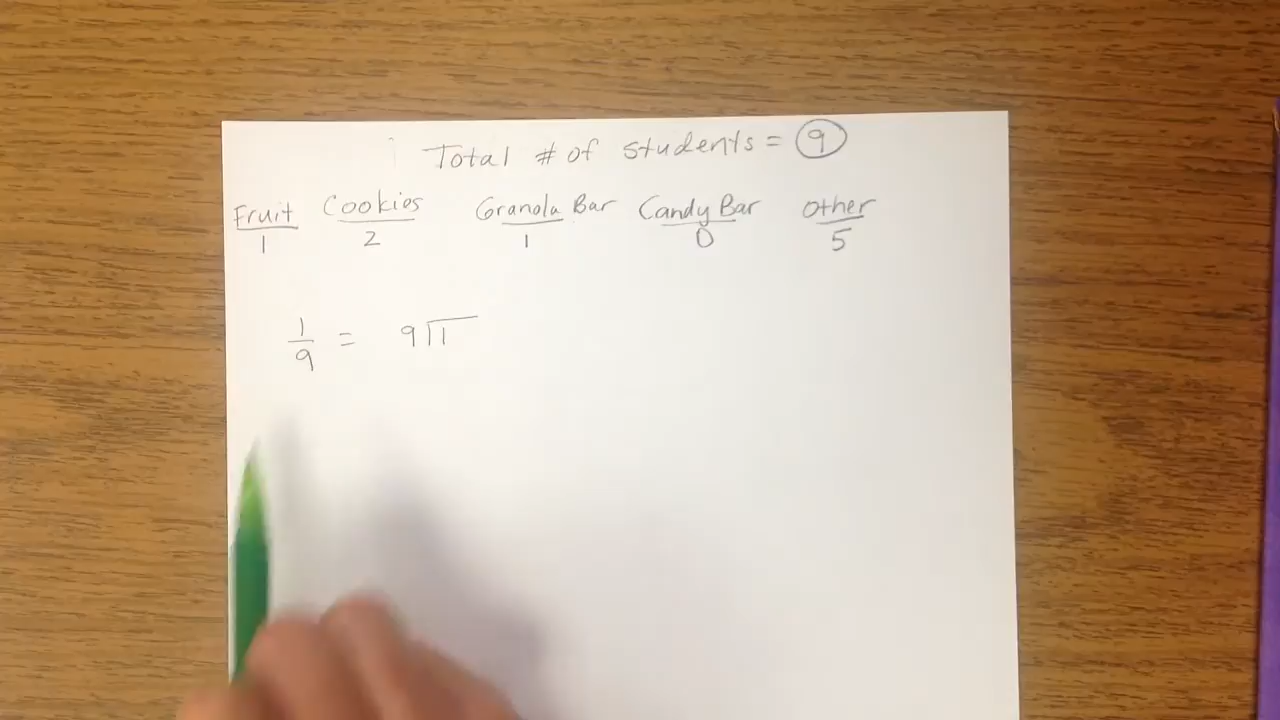 Total # of students = 9
Fruit Cookies Granola Bar Candy Bar Other
1 2 1 0 5
1/9 = 9⟌1